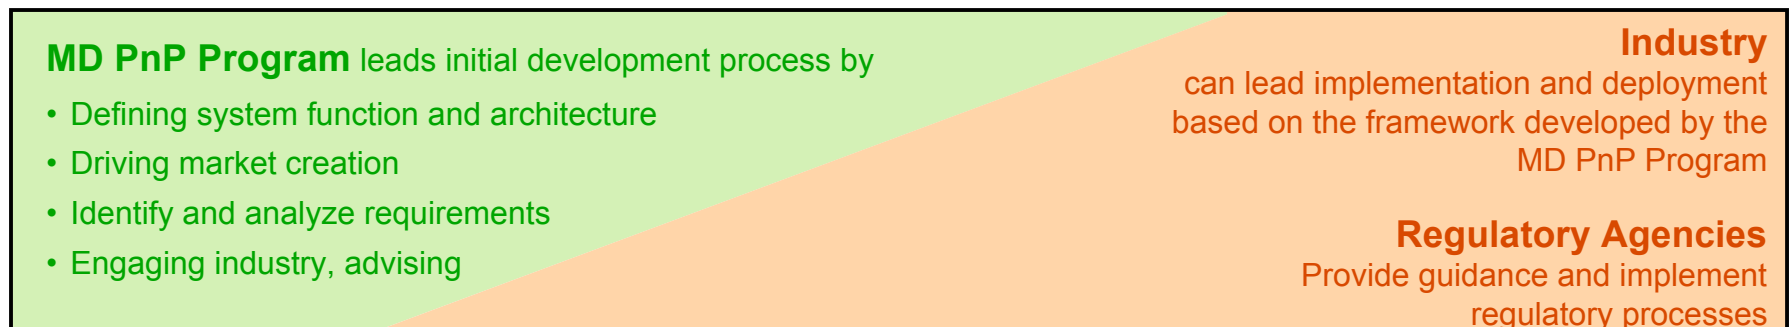 MD PnP Program leads initial development process by
• Defining system function and architecture
• Driving market creation
• Identify and analyze requirements
• Engaging industry, advising
Industry
can lead implementation and deployment
based on the framework developed by the
MD PnP Program
Regulatory Agencies
Provide guidance and implement
regulatory processes